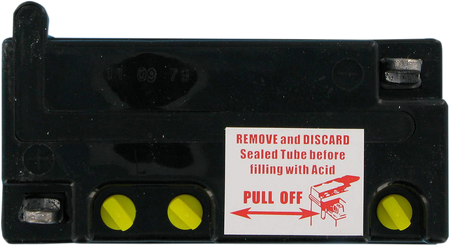 REMOVE and DISCARD
Sealed Tube before
filling with Acid
PULL OFF